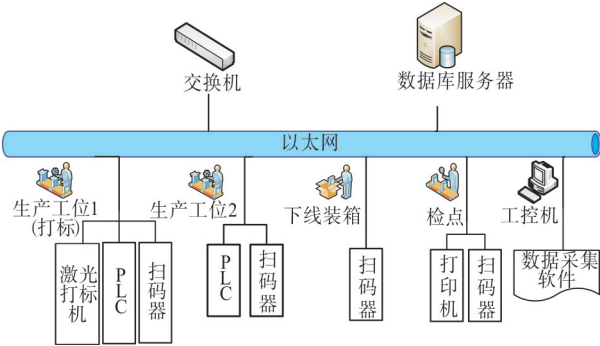 交换机
数据库服务器
以太网
生产工位1
(打标)
生产工位2
下线装箱
检点
工控机
激光打标机
PLC
扫码器
PLC
扫码器
扫码器
打印机
扫码器
数据采集
软件